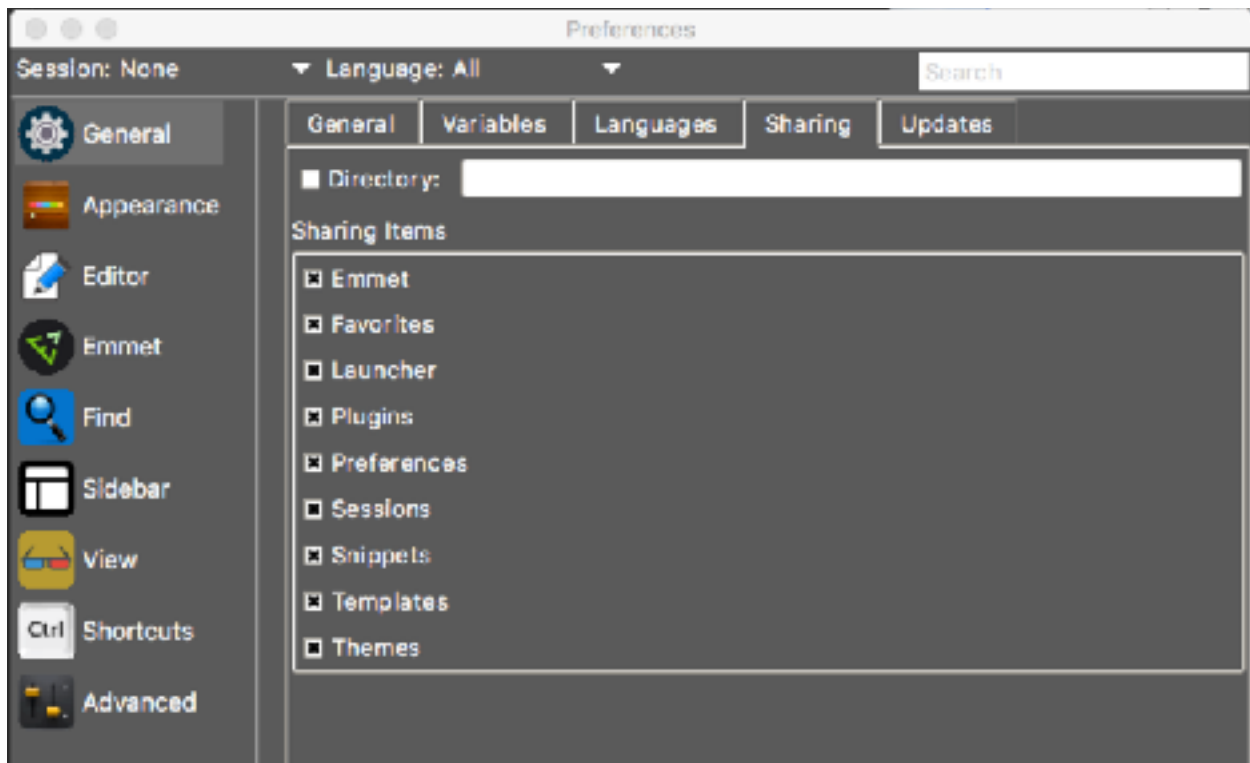 Preferences
Session: None Language: All Search
General
Appearance
Editor
Emmet
Find
Sidebar
View
Ctrl Shortcuts
Advanced
General Variables Languages Sharing Updates
Directory:
Sharing Items
Emmet
Favorites
Launcher
Plugins
Preferences
Sessions
Snippets
Templates
Themes